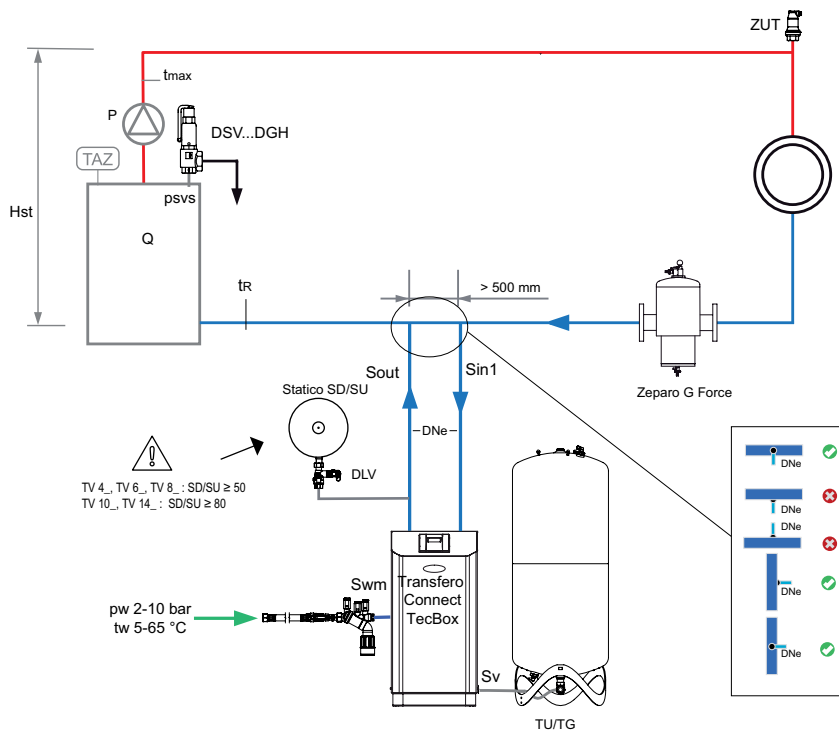 ZUT
tmax
P
DSV...DGH
TAZ
psvs
Hst
Q
> 500 mm
tR
Sout
Sin1
Zeparo G Force
Statico SD/SU
DNe
DLV
TV 4_, TV 6_, TV 8_ : SD/SU ≥ 50
TV 10_, TV 14_ : SD/SU ≥ 80
DNe
DNe
DNe
DNe
DNe
Swm
Transfero
Connect
TecBox
pw 2-10 bar
tw 5-65 °C
Sv
TU/TG